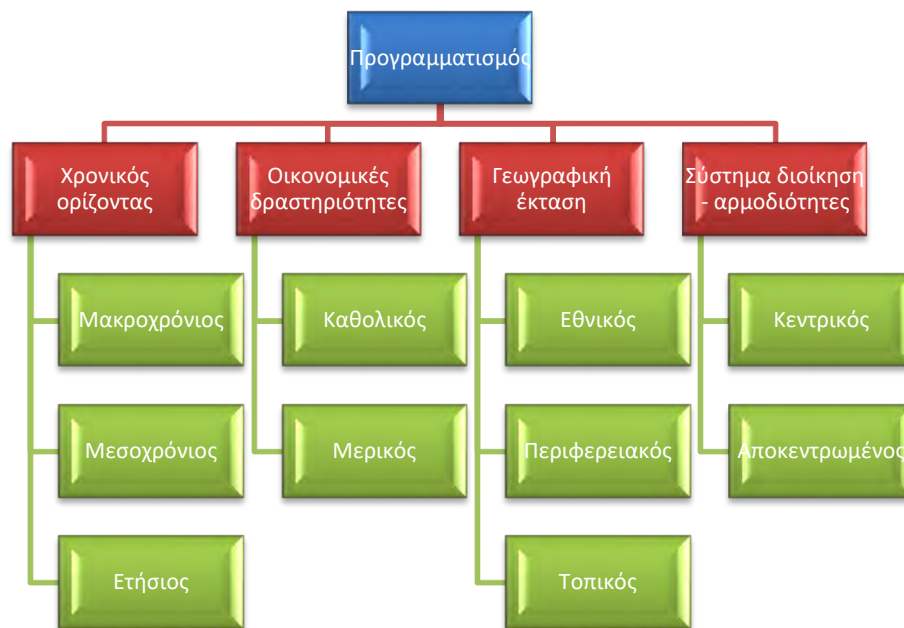 Προγραμματισμός
Χρονικός
ορίζοντας
Οικονομικές
δραστηριότητες
Γεωγραφική
έκταση
Σύστημα διοίκηση
- αρμοδιότητες
Μακροχρόνιος
Καθολικός
Εθνικός
Κεντρικός
Μεσοχρόνιος
Μερικός
Περιφερειακός
Αποκεντρωμένος
Ετήσιος
Τοπικός